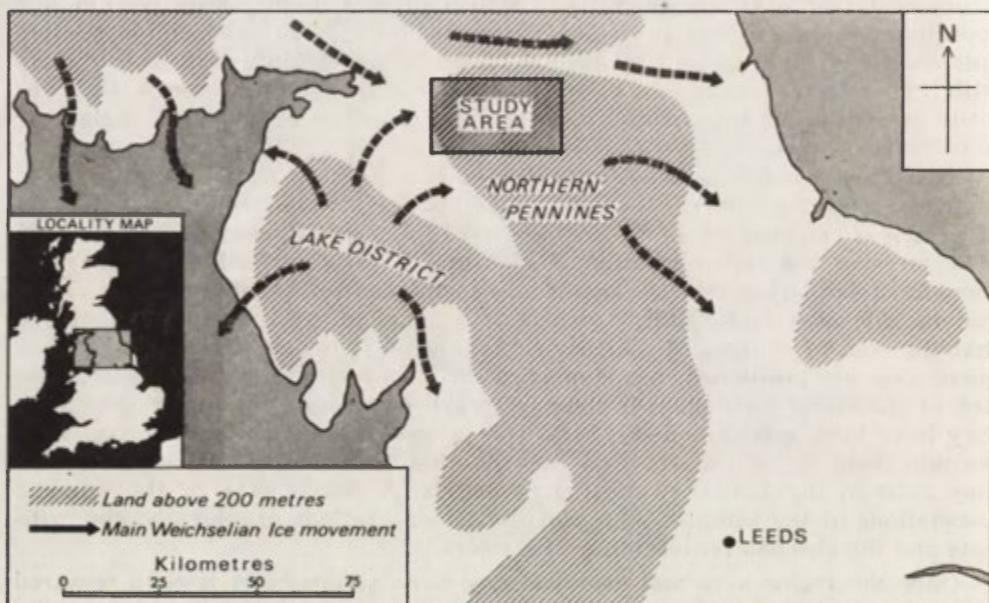 N
STUDY
AREA
NORTHERN
PENNINES
LAKE DISTRICT
LOCALITY MAP
Land above 200 metres
Main Weichselian Ice movement
Kilometres
0 25 50 75
LEEDS